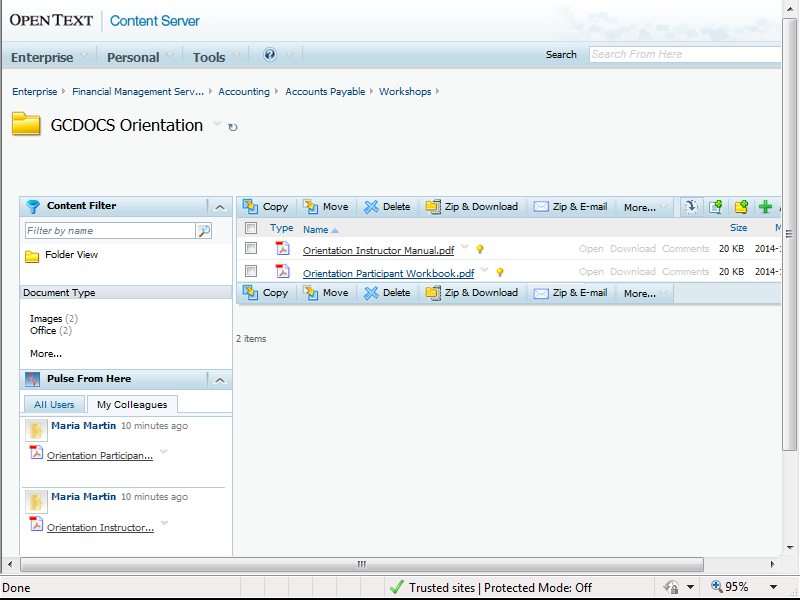 OPENTEXT Content Server
Enterprise Personal Tools
Search Search From Here
Enterprise Financial Management Serv... Accounting Accounts Payable Workshops
GCDOCS Orientation
Content Filter
Filter by name
Folder View
Document Type
Images (2)
Office (2)
More...
Pulse From Here
All Users My Colleagues
Maria Martin 10 minutes ago
Orientation Participan...
Maria Martin 10 minutes ago
Orientation Instructor...
Copy Move Delete Zip & Download Zip & E-mail More...
Type Name Size M
Orientation Instructor Manual.pdf Open Download Comments 20 KB 2014-
Orientation Participant Workbook.pdf Open Download Comments 20 KB 2014-
Copy Move Delete Zip & Download Zip & E-mail More...
2 items
Done Trusted sites | Protected Mode: Off 95%